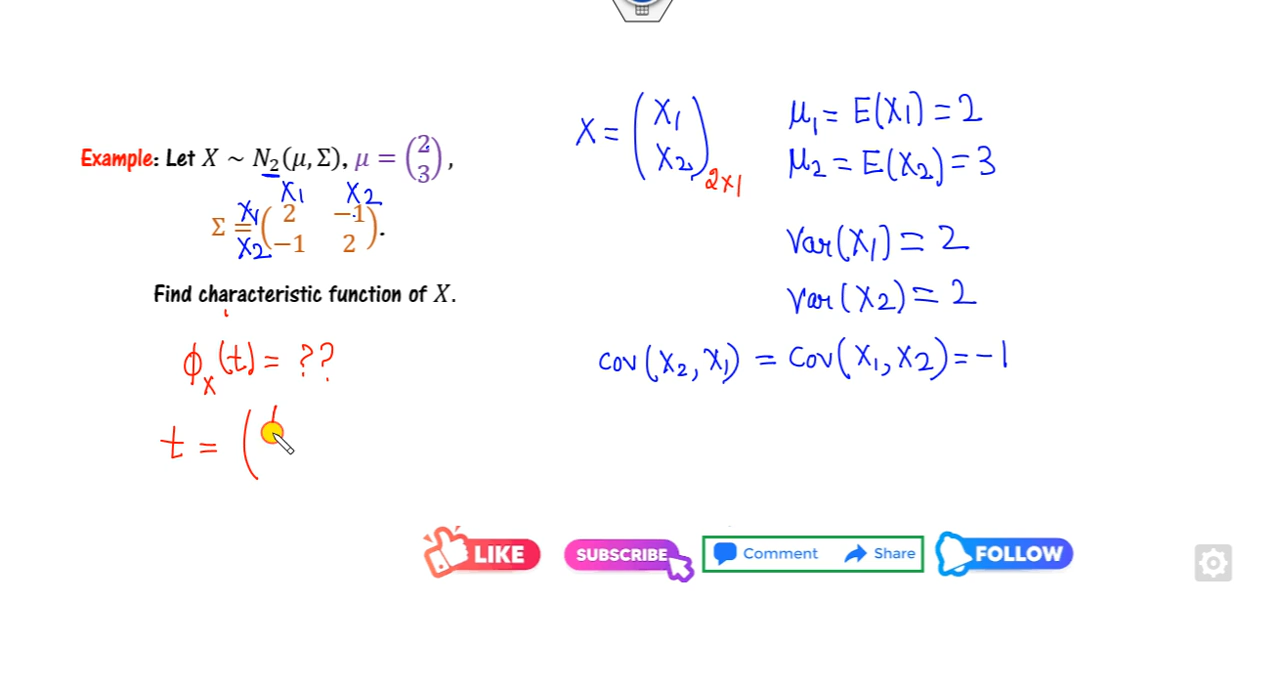 Example: Let X ~ N₂(μ, Σ), μ = (2 3),
X1 X2
Σ = X1 X2 (2 -1 -1 2).
Find characteristic function of X.
ϕ_X(t) = ??
t = (
X = (X1 X2) 2×1
μ₁ = E(X1) = 2
μ₂ = E(X2) = 3
Var(X1) = 2
Var(X2) = 2
Cov(X2, X1) = Cov(X1, X2) = -1
LIKE
SUBSCRIBE
Comment
Share
FOLLOW